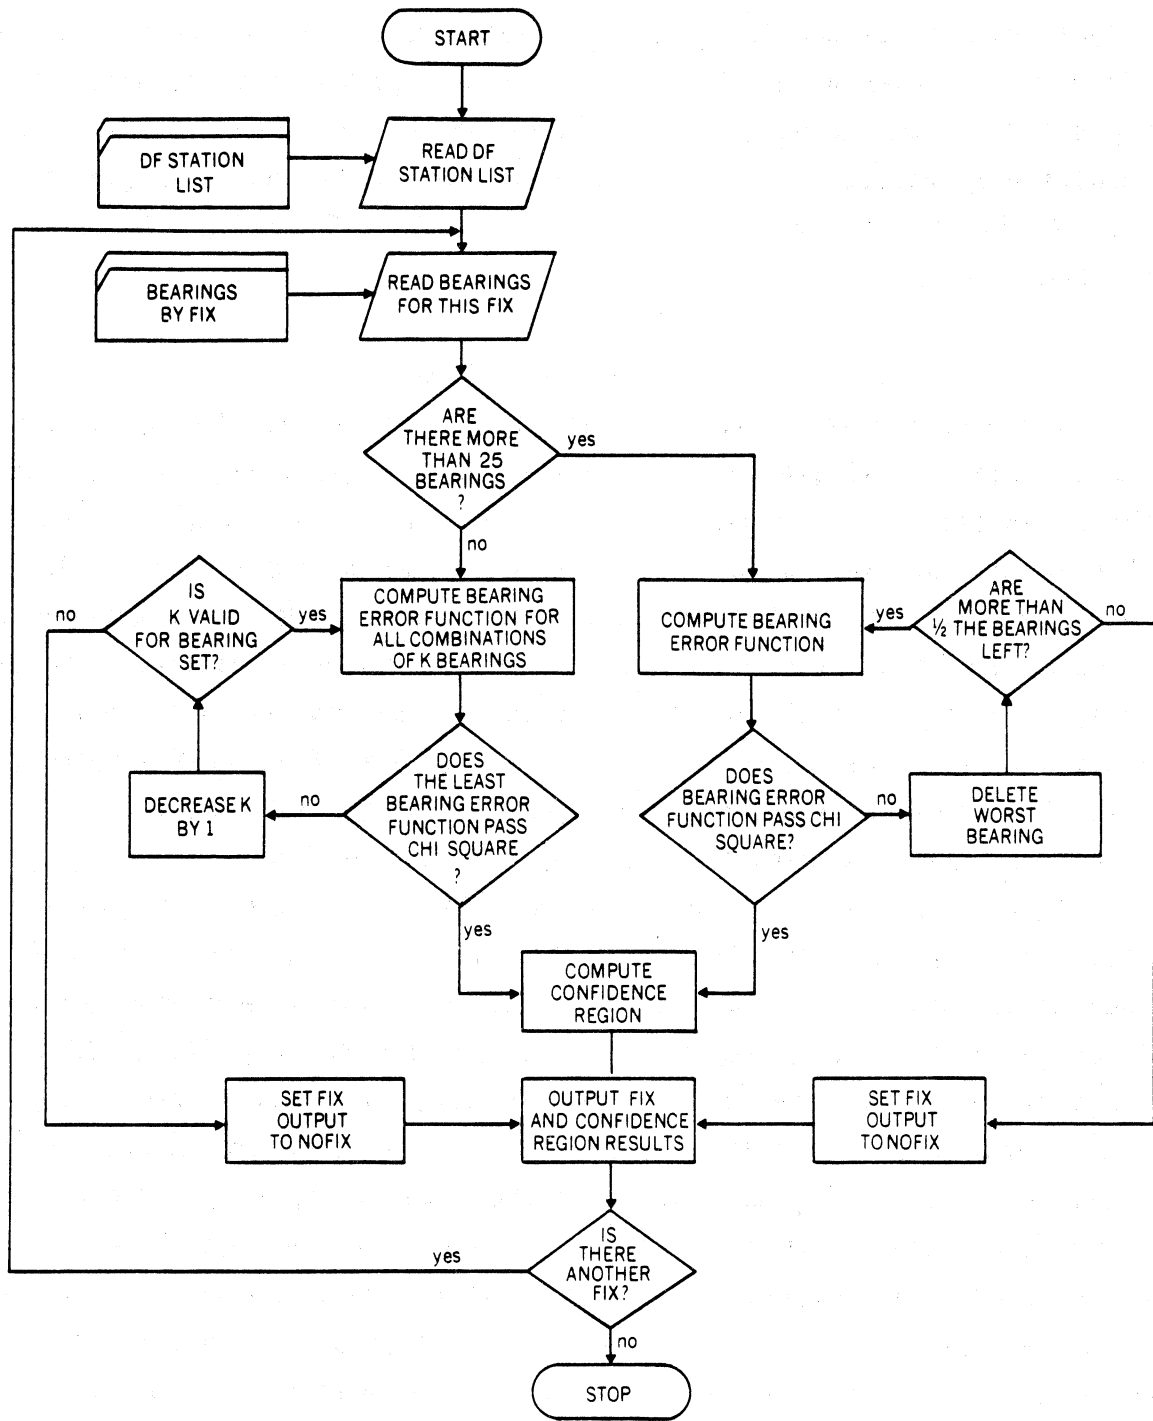 START
DF STATION
LIST
READ DF
STATION LIST
BEARINGS
BY FIX
READ BEARINGS
FOR THIS FIX
ARE
THERE MORE
THAN 25
BEARINGS
?
yes
no
IS
K VALID
FOR BEARING
SET?
no
yes
COMPUTE BEARING
ERROR FUNCTION FOR
ALL COMBINATIONS
OF K BEARINGS
COMPUTE BEARING
ERROR FUNCTION
yes
ARE
MORE THAN
½ THE BEARINGS
LEFT?
no
DECREASE K
BY 1
no
DOES
THE LEAST
BEARING ERROR
FUNCTION PASS
CHI SQUARE
?
DOES
BEARING ERROR
FUNCTION PASS CHI
SQUARE?
no
DELETE
WORST
BEARING
yes
yes
COMPUTE
CONFIDENCE
REGION
SET FIX
OUTPUT
TO NOFIX
OUTPUT FIX
AND CONFIDENCE
REGION RESULTS
SET FIX
OUTPUT
TO NOFIX
yes
IS
THERE
ANOTHER
FIX?
no
STOP